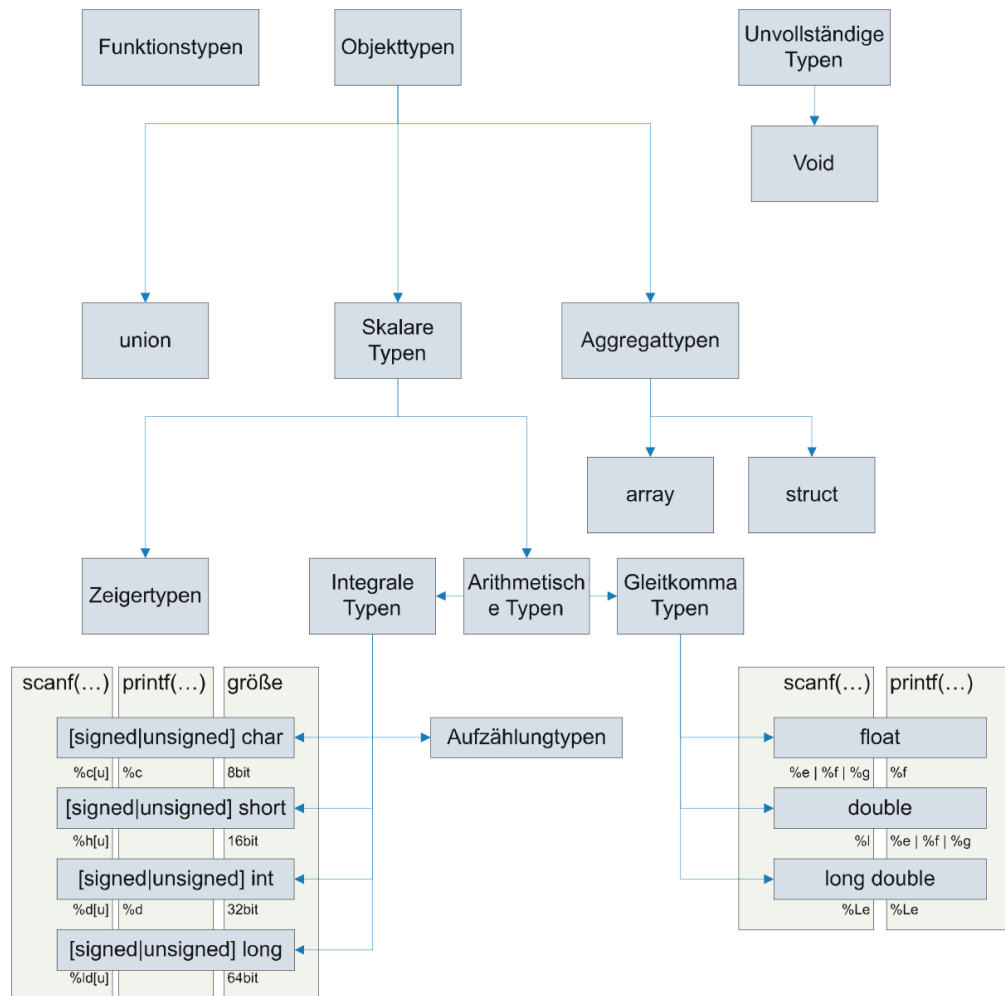 Funktionstypen
Objekttypen
Unvollständige
Typen
Void
union
Skalare
Typen
Aggregattypen
array
struct
Zeigertypen
Integrale
Typen
Arithmetisch
e Typen
Gleitkomma
Typen
scanf(…)
printf(…)
größe
[signed|unsigned] char
%c[u]
%c
8bit
[signed|unsigned] short
%h[u]
16bit
[signed|unsigned] int
%d[u]
%d
32bit
[signed|unsigned] long
%ld[u]
64bit
Aufzählungtypen
scanf(…)
printf(…)
float
%e | %f | %g
%f
double
%l
%e | %f | %g
long double
%Le
%Le